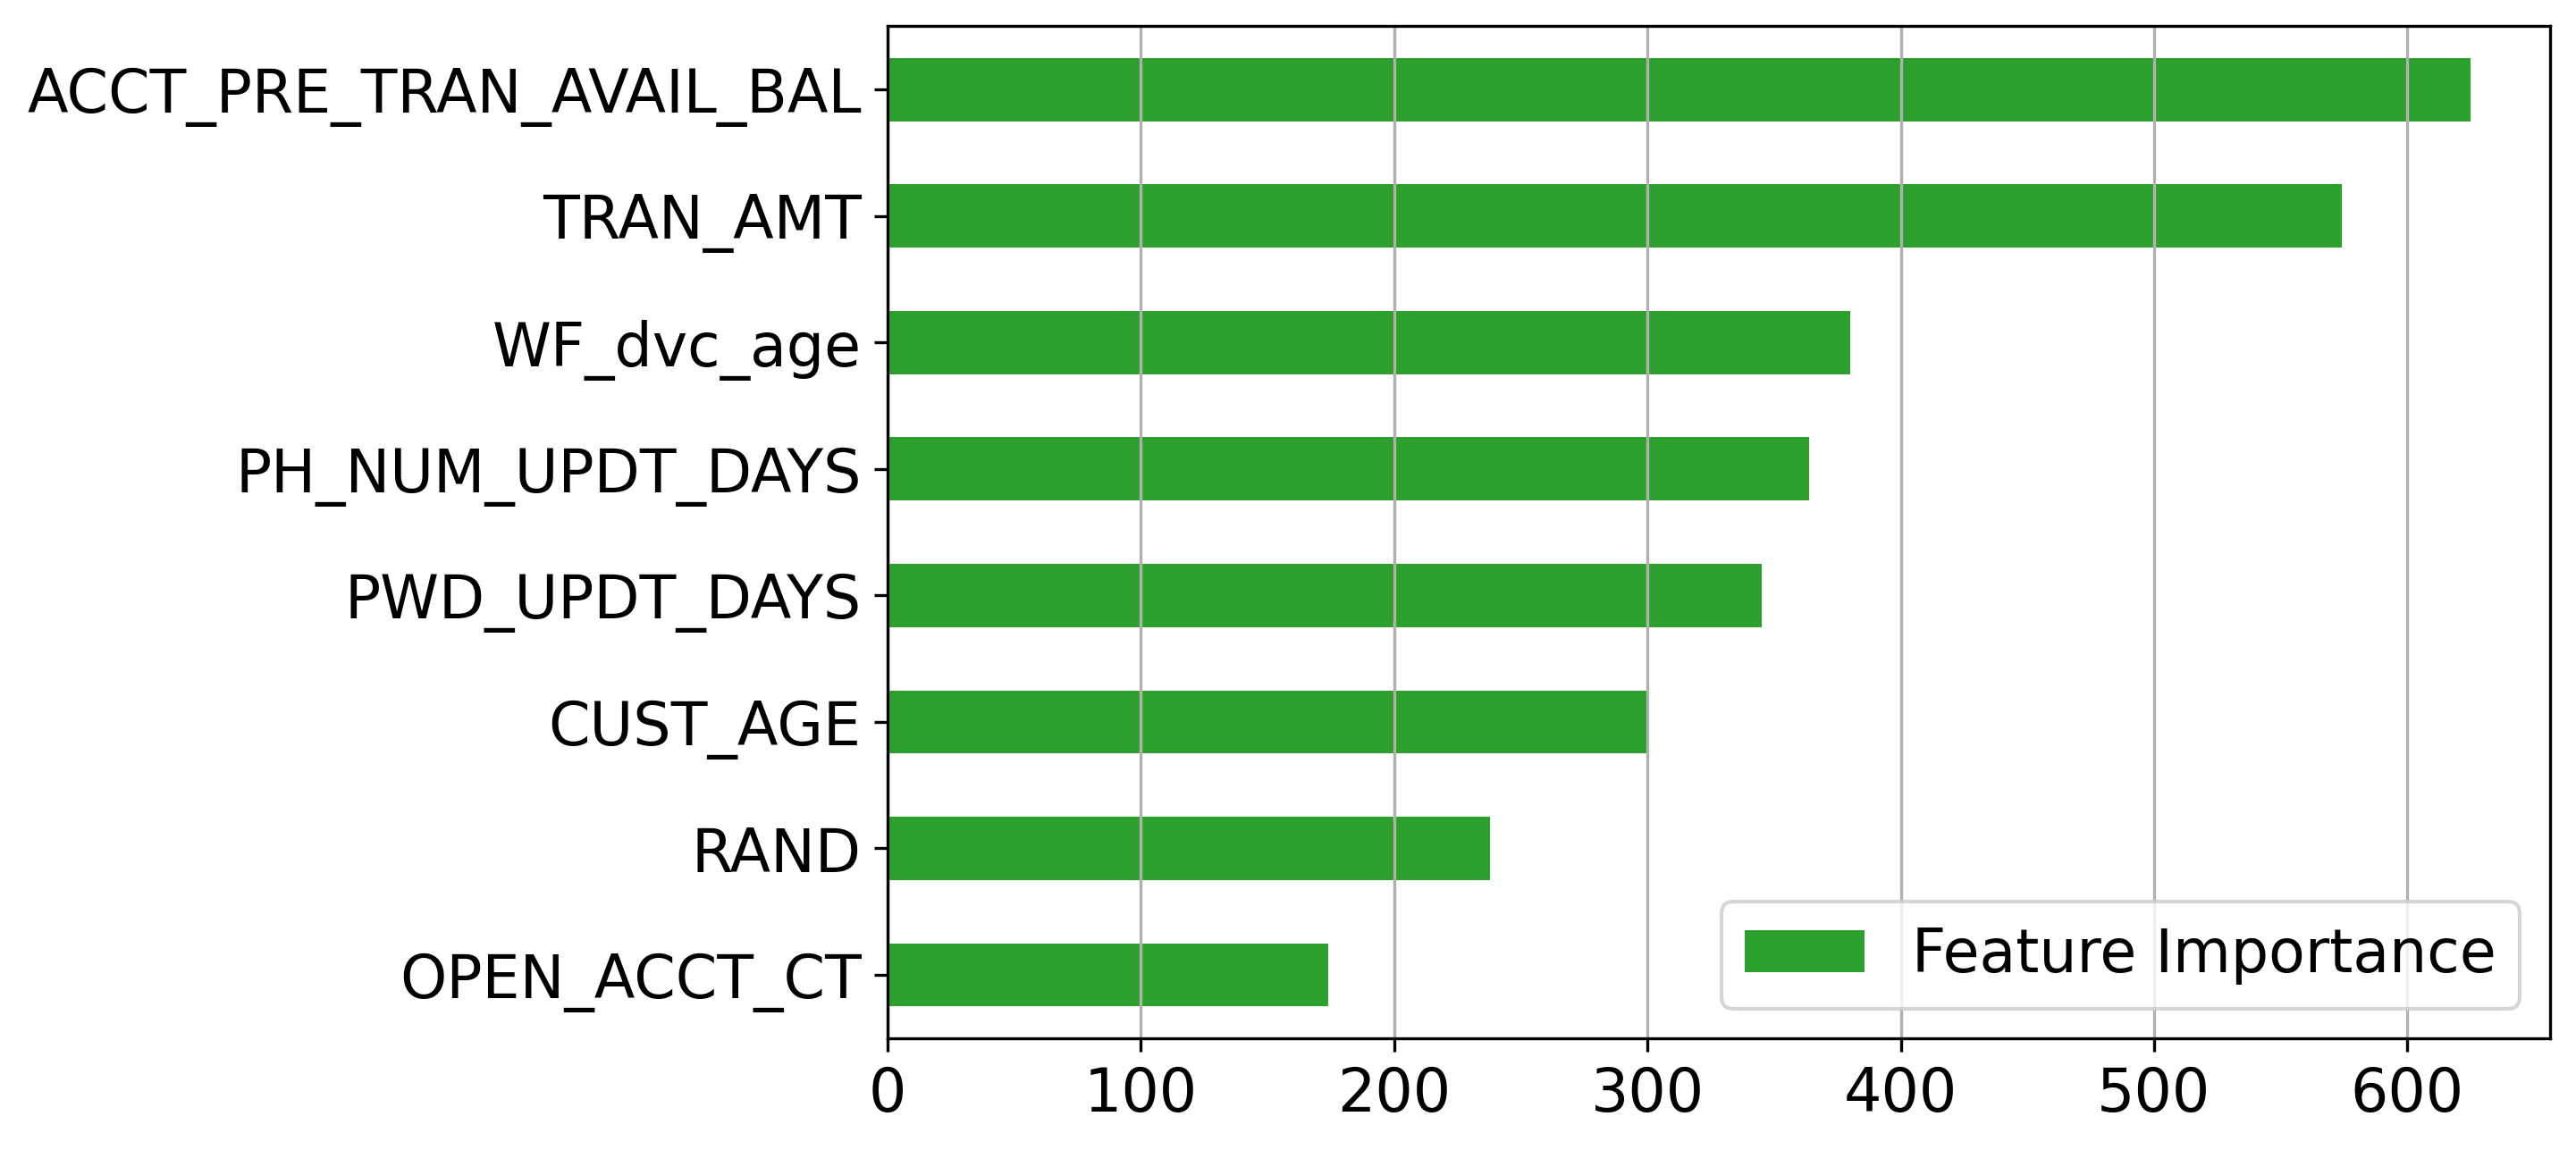 ACCT_PRE_TRAN_AVAIL_BAL
TRAN_AMT
WF_dvc_age
PH_NUM_UPDT_DAYS
PWD_UPDT_DAYS
CUST_AGE
RAND
OPEN_ACCT_CT
Feature Importance
0 100 200 300 400 500 600